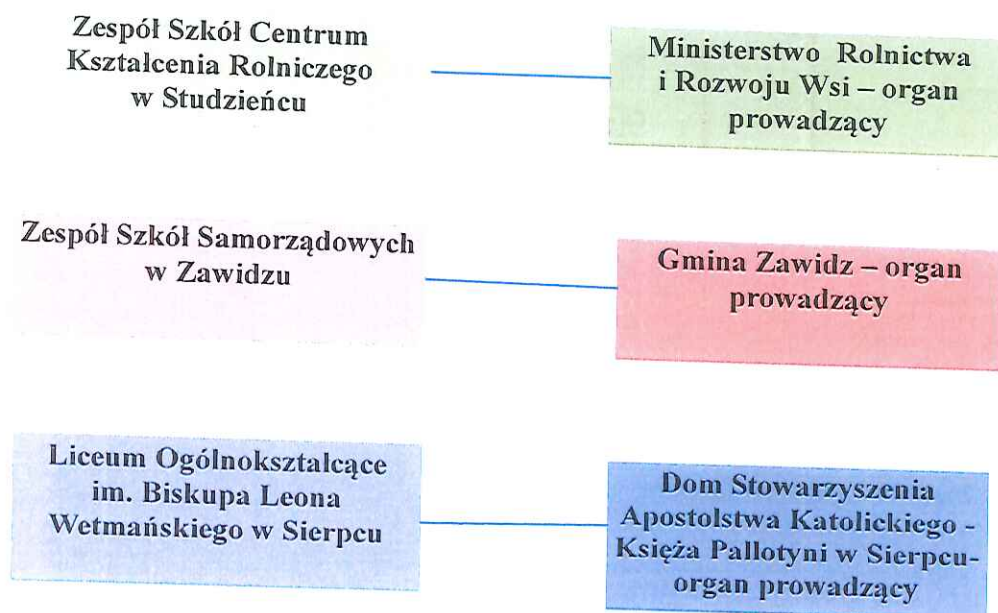 Zespół Szkół Centrum
Kształcenia Rolniczego
w Studzieńcu
Ministerstwo Rolnictwa
i Rozwoju Wsi – organ
prowadzący
Zespół Szkół Samorządowych
w Zawidzu
Gmina Zawidz – organ
prowadzący
Liceum Ogólnokształcące
im. Biskupa Leona
Wetmańskiego w Sierpcu
Dom Stowarzyszenia
Apostolstwa Katolickiego -
Księża Pallotyni w Sierpcu-
organ prowadzący